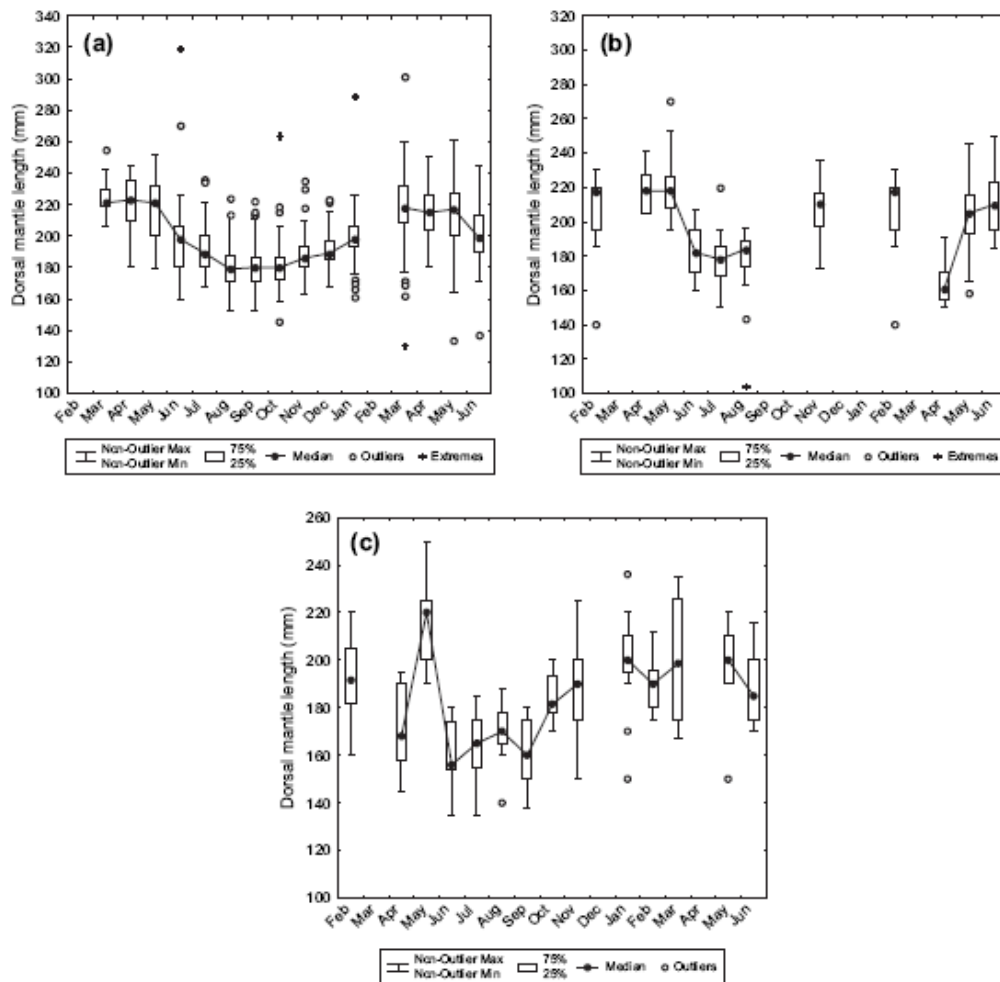 (a)
Dorsal mantle length (mm)
340
320
300
280
260
240
220
200
180
160
140
120
100
Feb Mar Apr May Jun Jul Aug Sep Oct Nov Dec Jan Feb Mar Apr May Jun
Non-Outlier Max
Non-Outlier Min
75%
25%
Median
Outliers
Extremes
(b)
Dorsal mantle length (mm)
320
300
280
260
240
220
200
180
160
140
120
100
Feb Mar Apr May Jun Jul Aug Sep Oct Nov Dec Jan Feb Mar Apr May Jun
Non-Outlier Max
Non-Outlier Min
75%
25%
Median
Outliers
Extremes
(c)
Dorsal mantle length (mm)
260
240
220
200
180
160
140
120
100
Feb Mar Apr May Jun Jul Aug Sep Oct Nov Dec Jan Feb Mar Apr May Jun
Non-Outlier Max
Non-Outlier Min
75%
25%
Median
Outliers